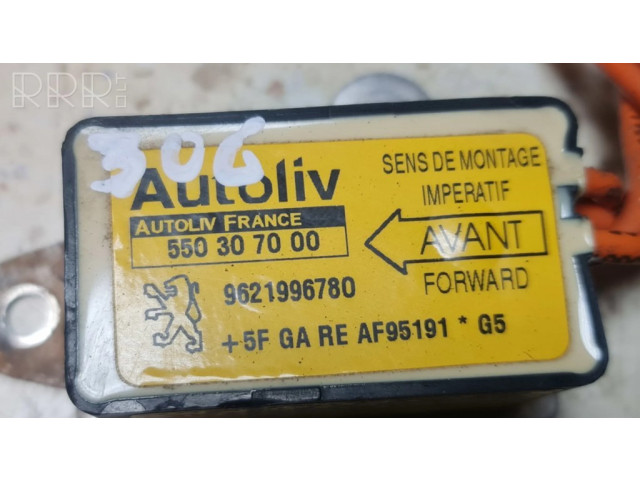 RRR.LT
306
Autoliv
AUTOLIV FRANCE
550 30 70 00
SENS DE MONTAGE
IMPERATIF
AVANT
FORWARD
9621996780
+5F GA RE AF95191 * G5